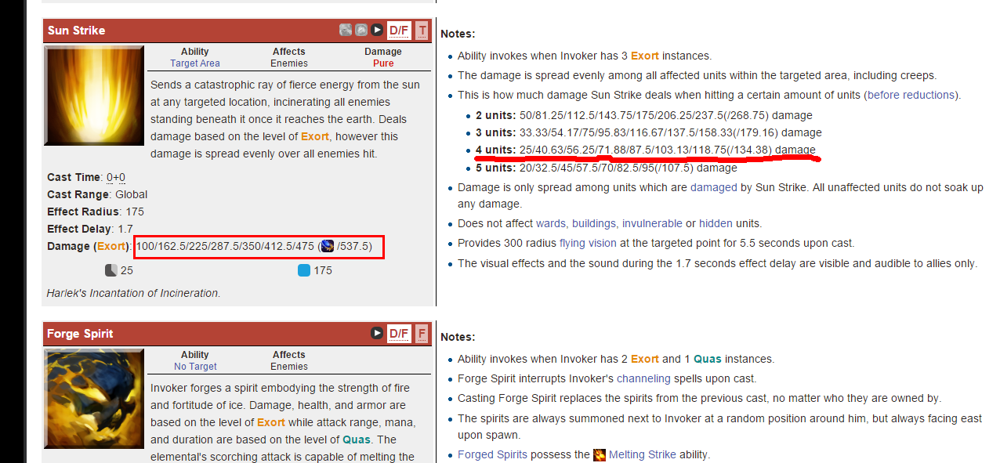 Sun Strike D/F T
Ability Affects Damage
Target Area Enemies Pure
Sends a catastrophic ray of fierce energy from the sun
at any targeted location, incinerating all enemies
standing beneath it once it reaches the earth. Deals
damage based on the level of Exort, however this
damage is spread evenly over all enemies hit.
Cast Time: 0+0
Cast Range: Global
Effect Radius: 175
Effect Delay: 1.7
Damage (Exort): 100/162.5/225/287.5/350/412.5/475 ( /537.5)
25 175
Harlek's Incantation of Incineration.
Notes:
Ability invokes when Invoker has 3 Exort instances.
The damage is spread evenly among all affected units within the targeted area, including creeps.
This is how much damage Sun Strike deals when hitting a certain amount of units (before reductions).
2 units: 50/81.25/112.5/143.75/175/206.25/237.5(/268.75) damage
3 units: 33.33/54.17/75/95.83/116.67/137.5/158.33(/179.16) damage
4 units: 25/40.63/56.25/71.88/87.5/103.13/118.75(/134.38) damage
5 units: 20/32.5/45/57.5/70/82.5/95(/107.5) damage
Damage is only spread among units which are damaged by Sun Strike. All unaffected units do not soak up
any damage.
Does not affect wards, buildings, invulnerable or hidden units.
Provides 300 radius flying vision at the targeted point for 5.5 seconds upon cast.
The visual effects and the sound during the 1.7 seconds effect delay are visible and audible to allies only.
Forge Spirit D/F F
Ability Affects
No Target Enemies
Invoker forges a spirit embodying the strength of fire
and fortitude of ice. Damage, health, and armor are
based on the level of Exort while attack range, mana,
and duration are based on the level of Quas. The
elemental's scorching attack is capable of melting the
Notes:
Ability invokes when Invoker has 2 Exort and 1 Quas instances.
Forge Spirit interrupts Invoker's channeling spells upon cast.
Casting Forge Spirit replaces the spirits from the previous cast, no matter who they are owned by.
The spirits are always summoned next to Invoker at a random position around him, but always facing east
upon spawn.
Forged Spirits possess the Melting Strike ability.